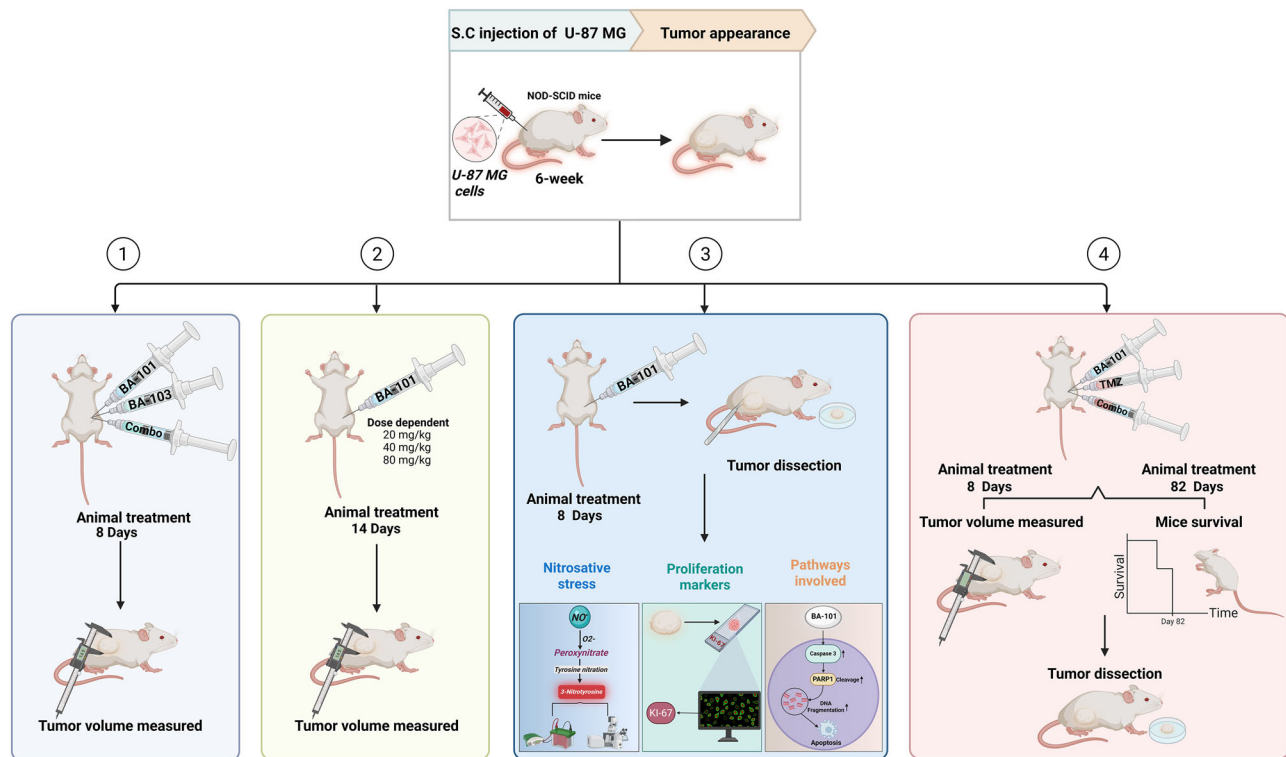 S.C injection of U-87 MG
Tumor appearance
NOD-SCID mice
U-87 MG
cells
6-week
1
2
3
4
BA-101
BA-103
Combo
Animal treatment
8 Days
Tumor volume measured
BA-101
Dose dependent
20 mg/kg
40 mg/kg
80 mg/kg
Animal treatment
14 Days
Tumor volume measured
BA-101
Animal treatment
8 Days
Tumor dissection
Nitrosative
stress
NO
O2-
Peroxynitrate
Tyrosine nitration
3-Nitrotyrosine
Proliferation
markers
KI-67
KI-67
Pathways
involved
BA-101
Caspase 3 ↑
PARP1 Cleavage ↑
DNA
Fragmentation ↑
Apoptosis
BA-101
TMZ
Combo
Animal treatment
8 Days
Tumor volume measured
Animal treatment
82 Days
Mice survival
Survival
Time
Day 82
Tumor dissection